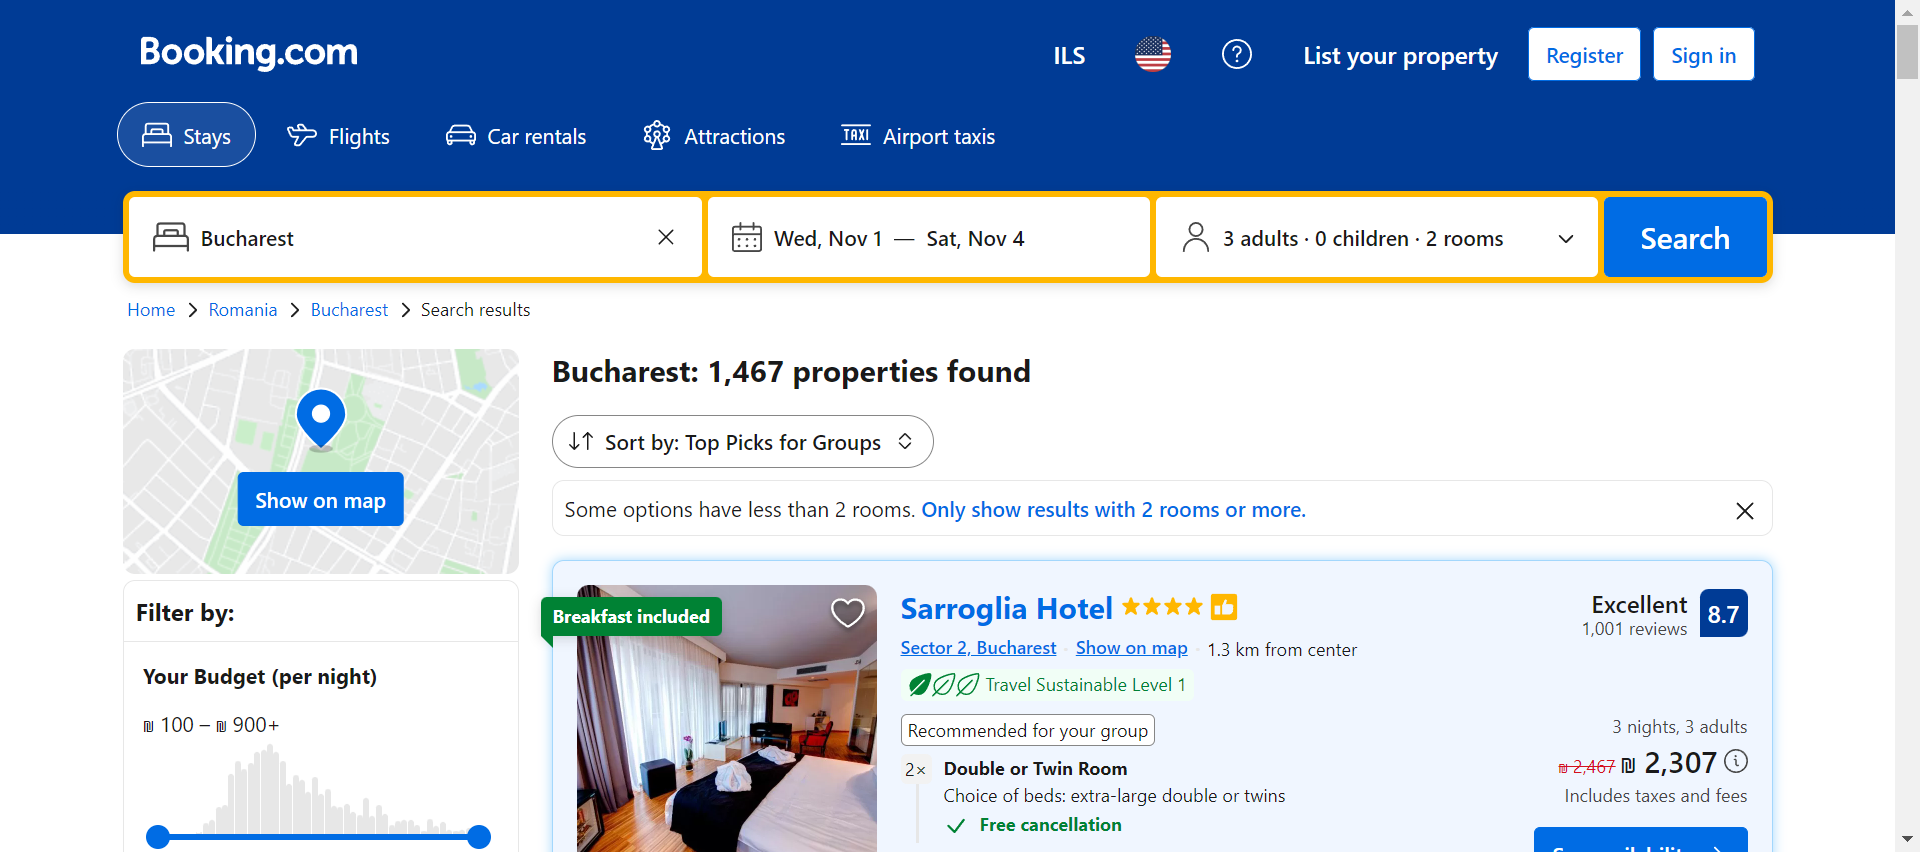 Booking.com
ILS
List your property
Register
Sign in
Stays
Flights
Car rentals
Attractions
TAXI
Airport taxis
Bucharest
Wed, Nov 1 — Sat, Nov 4
3 adults · 0 children · 2 rooms
Search
Home > Romania > Bucharest > Search results
Show on map
Filter by:
Your Budget (per night)
₪ 100 – ₪ 900+
Bucharest: 1,467 properties found
Sort by: Top Picks for Groups
Some options have less than 2 rooms. Only show results with 2 rooms or more.
Breakfast included
Sarroglia Hotel
Sector 2, Bucharest
Show on map
1.3 km from center
Travel Sustainable Level 1
Recommended for your group
2× Double or Twin Room
Choice of beds: extra-large double or twins
Free cancellation
Excellent
1,001 reviews
8.7
3 nights, 3 adults
₪ 2,467 ₪ 2,307
Includes taxes and fees